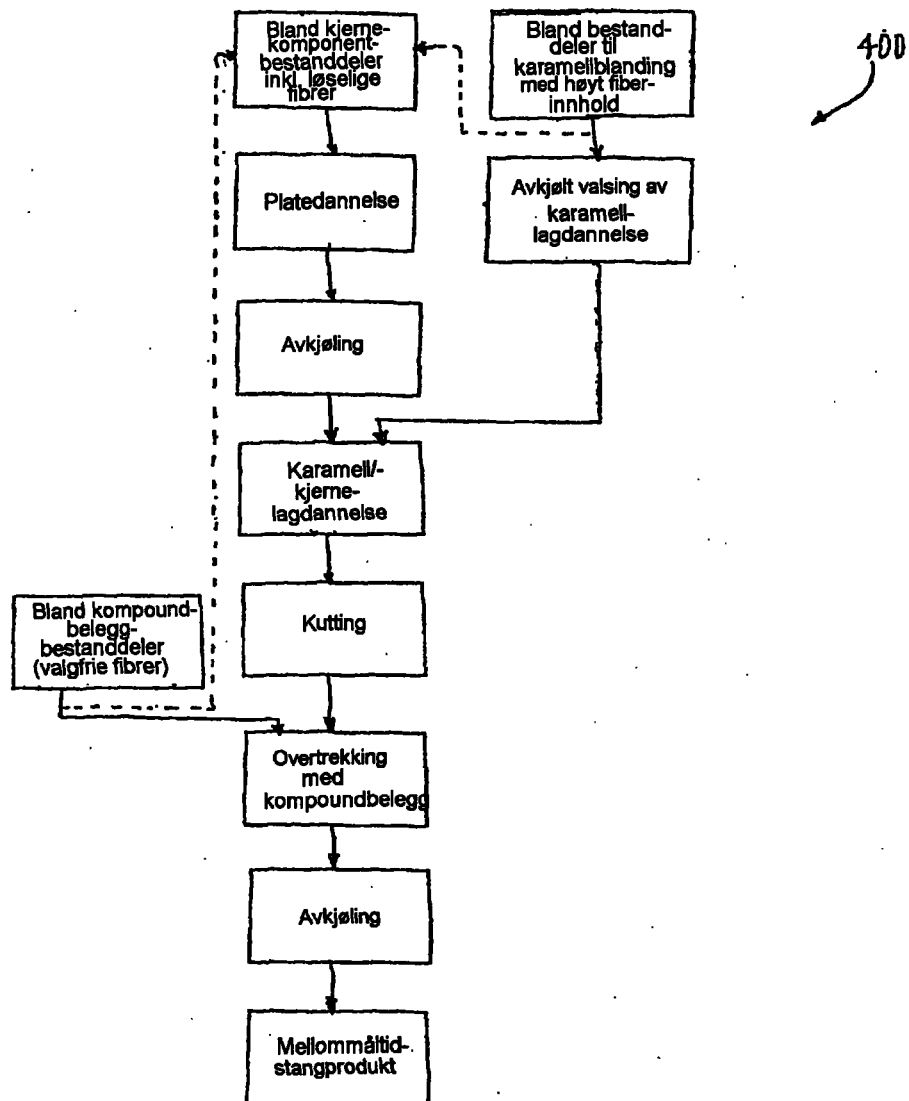 Bland kjerne-
komponent-
bestanddeler
inkl. løselige
fibrer
Bland bestand-
deler til
karamellblanding
med høyt fiber-
innhold
400
Platedannelse
Avkjølt valsing av
karamell-
lagdannelse
Avkjøling
Karamell/-
kjerne-
lagdannelse
Bland kompound-
belegg-
bestanddeler
(valgfrie fibrer)
Kutting
Overtrekking
med
kompoundbelegg
Avkjøling
Mellommåltid-
stangprodukt